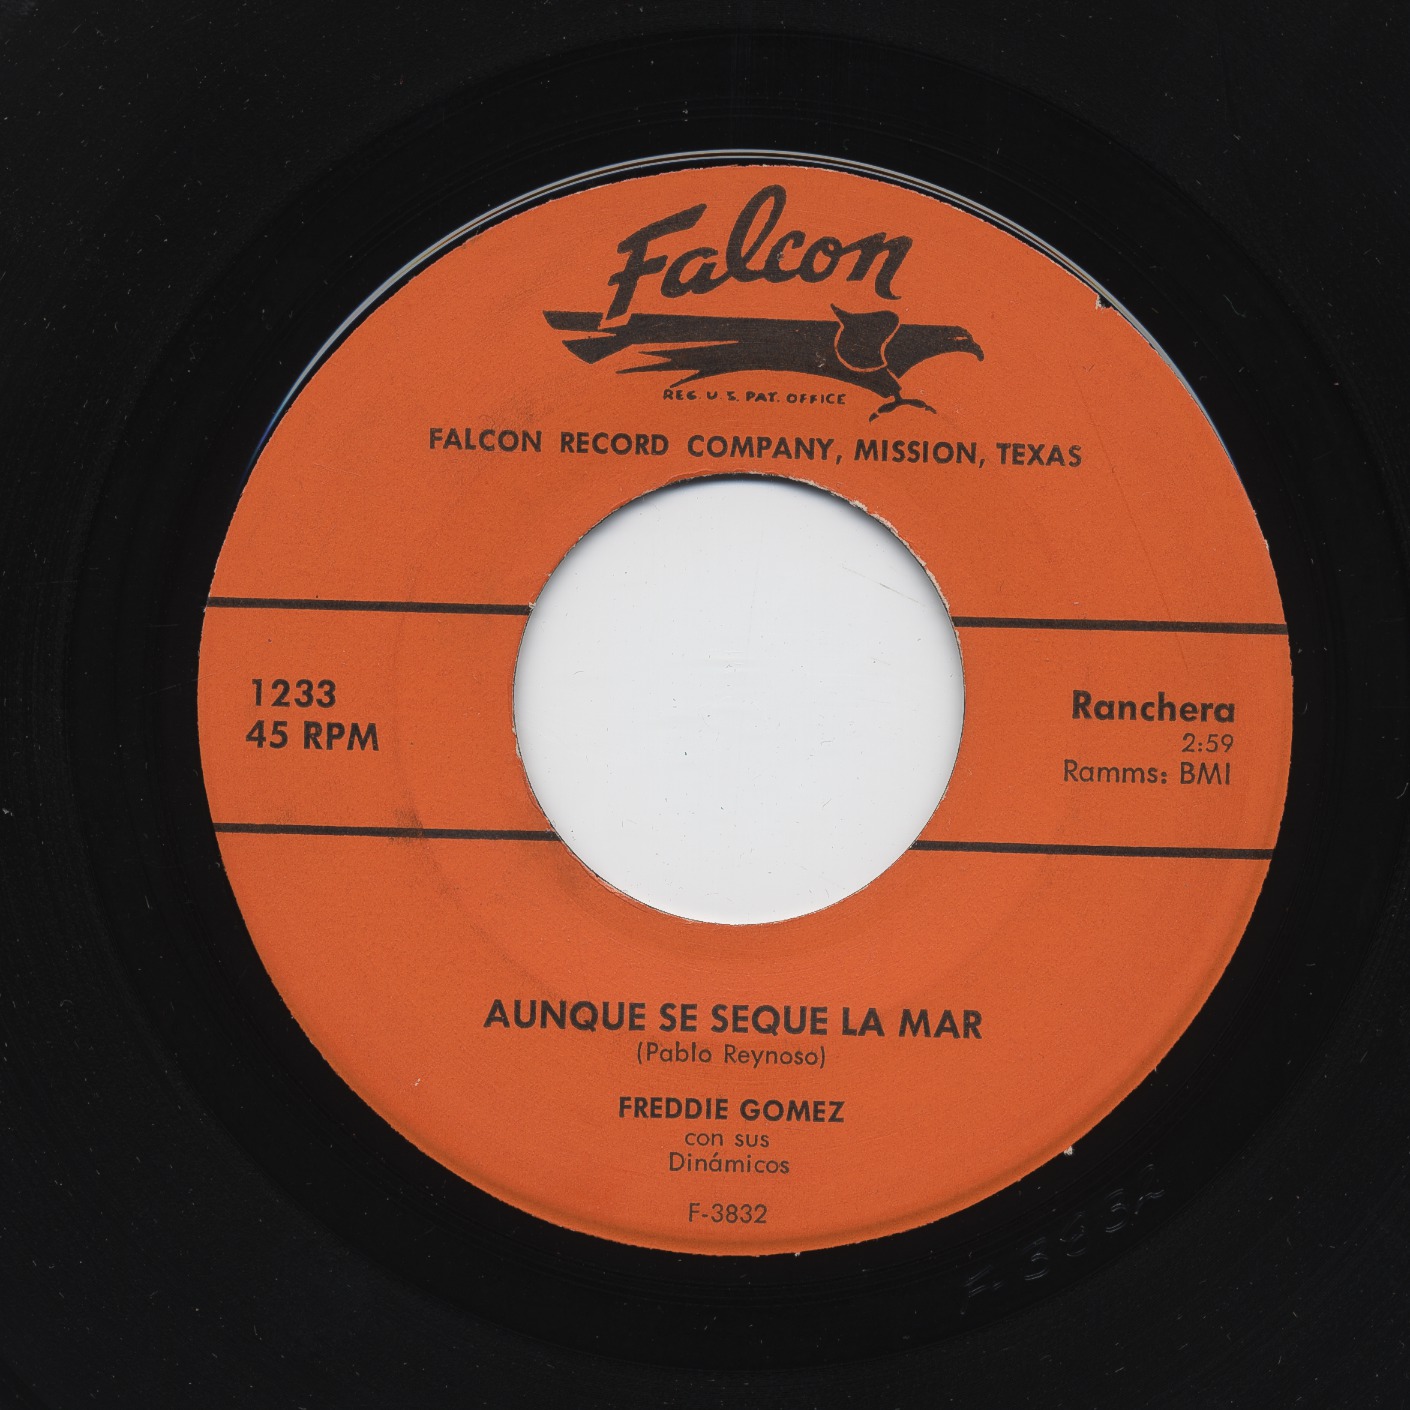 Falcon
REG. U. S. PAT. OFFICE
FALCON RECORD COMPANY, MISSION, TEXAS
1233
45 RPM
Ranchera
2:59
Ramms: BMI
AUNQUE SE SEQUE LA MAR
(Pablo Reynoso)
FREDDIE GOMEZ
con sus
Dinámicos
F-3832